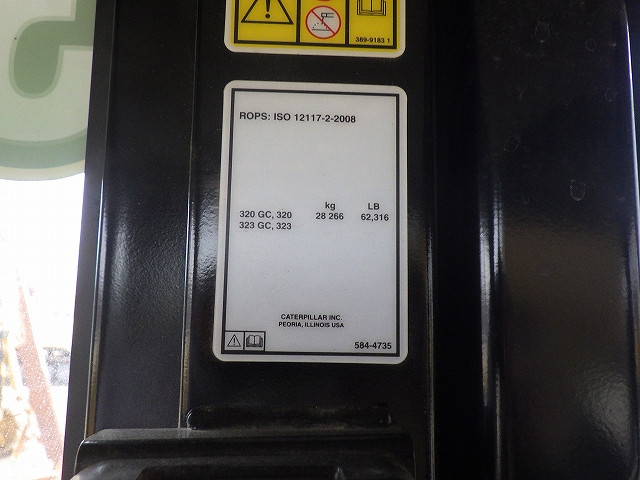 389-9183 1
ROPS: ISO 12117-2-2008
kg LB
320 GC, 320 28 266 62,316
323 GC, 323
CATERPILLAR INC.
PEORIA, ILLINOIS USA
584-4735